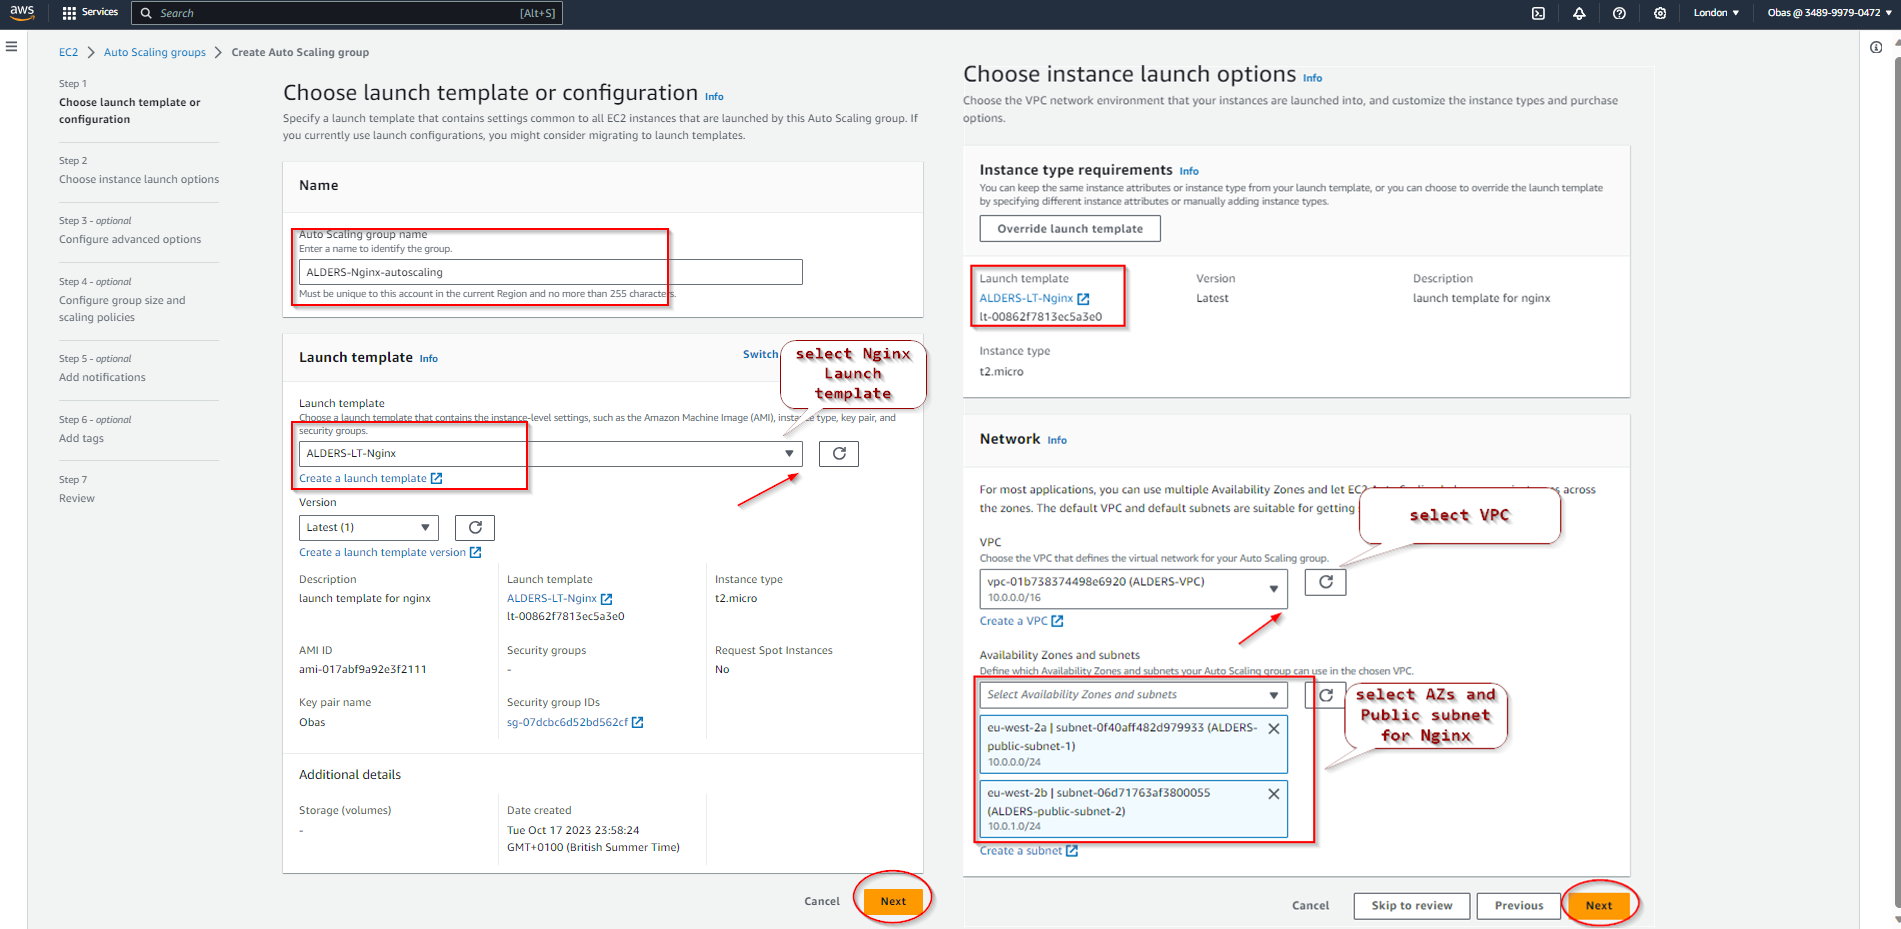 aws
Services
Search
[Alt+S]
London
Obas @ 3489-9979-0472
EC2
Auto Scaling groups
Create Auto Scaling group
Step 1
Choose launch template or
configuration
Step 2
Choose instance launch options
Step 3 - optional
Configure advanced options
Step 4 - optional
Configure group size and
scaling policies
Step 5 - optional
Add notifications
Step 6 - optional
Add tags
Step 7
Review
Choose launch template or configuration Info
Specify a launch template that contains settings common to all EC2 instances that are launched by this Auto Scaling group. If
you currently use launch configurations, you might consider migrating to launch templates.
Name
Auto Scaling group name
Enter a name to identify the group.
ALDERS-Nginx-autoscaling
Must be unique to this account in the current Region and no more than 255 characters.
Launch template Info
Switch
select Nginx
Launch
template
Launch template
Choose a launch template that contains the instance-level settings, such as the Amazon Machine Image (AMI), instance type, key pair, and
security groups.
ALDERS-LT-Nginx
Create a launch template
Version
Latest (1)
Create a launch template version
Description
launch template for nginx
Launch template
ALDERS-LT-Nginx
lt-00862f7813ec5a3e0
Instance type
t2.micro
AMI ID
ami-017abf9a92e3f2111
Security groups
-
Request Spot Instances
No
Key pair name
Obas
Security group IDs
sg-07dcbc6d52bd562cf
Additional details
Storage (volumes)
-
Date created
Tue Oct 17 2023 23:58:24
GMT+0100 (British Summer Time)
Cancel
Next
Choose instance launch options Info
Choose the VPC network environment that your instances are launched into, and customize the instance types and purchase
options.
Instance type requirements Info
You can keep the same instance attributes or instance type from your launch template, or you can choose to override the launch template
by specifying different instance attributes or manually adding instance types.
Override launch template
Launch template
ALDERS-LT-Nginx
lt-00862f7813ec5a3e0
Version
Latest
Description
launch template for nginx
Instance type
t2.micro
Network Info
For most applications, you can use multiple Availability Zones and let EC2 across
the zones. The default VPC and default subnets are suitable for getting
select VPC
VPC
Choose the VPC that defines the virtual network for your Auto Scaling group.
vpc-01b738374498e6920 (ALDERS-VPC)
10.0.0.0/16
Create a VPC
Availability Zones and subnets
Define which Availability Zones and subnets your Auto Scaling group can use in the chosen VPC.
Select Availability Zones and subnets
select AZs and
Public subnet
for Nginx
eu-west-2a | subnet-0f40aff482d979933 (ALDERS-
public-subnet-1)
10.0.0.0/24
eu-west-2b | subnet-06d71763af3800055
(ALDERS-public-subnet-2)
10.0.1.0/24
Create a subnet
Cancel
Skip to review
Previous
Next